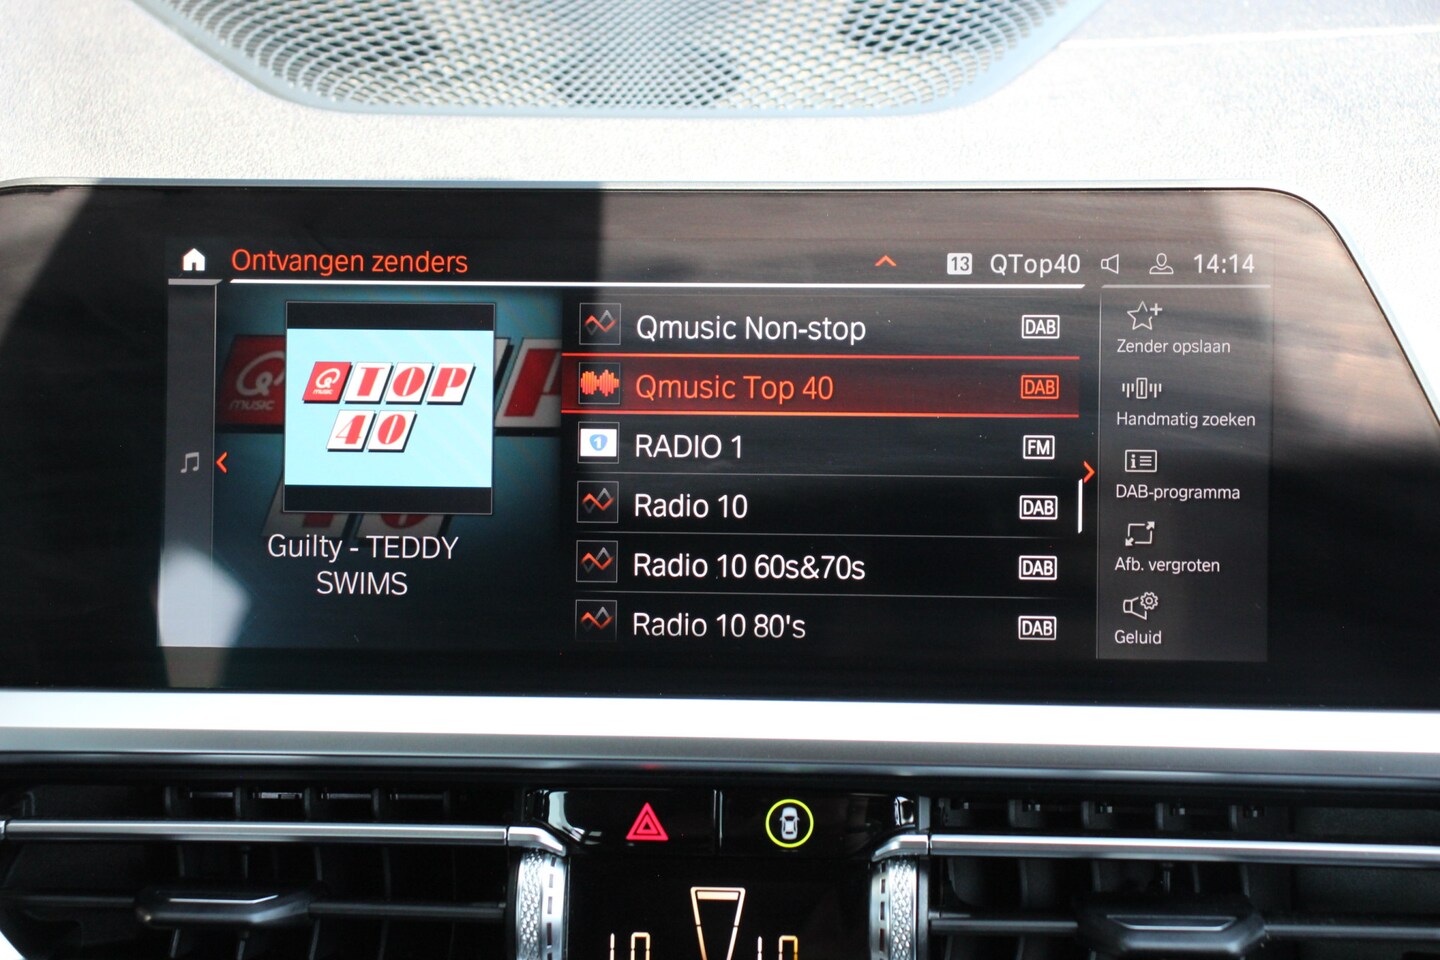 Ontvangen zenders
13 QTop40 14:14
Q music TOP 40
Guilty - TEDDY
SWIMS
Qmusic Non-stop DAB
Qmusic Top 40 DAB
1 RADIO 1 FM
Radio 10 DAB
Radio 10 60s&70s DAB
Radio 10 80's DAB
Zender opslaan
Handmatig zoeken
DAB-programma
Afb. vergroten
Geluid